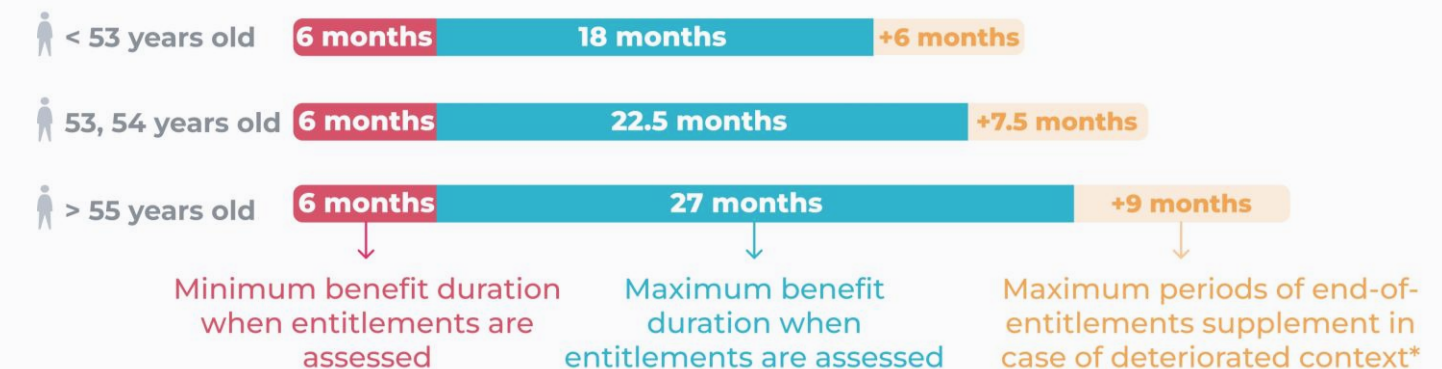 < 53 years old 6 months 18 months +6 months
53, 54 years old 6 months 22.5 months +7.5 months
> 55 years old 6 months 27 months +9 months
Minimum benefit duration
when entitlements are
assessed
Maximum benefit
duration when
entitlements are assessed
Maximum periods of end-of-
entitlements supplement in
case of deteriorated context*